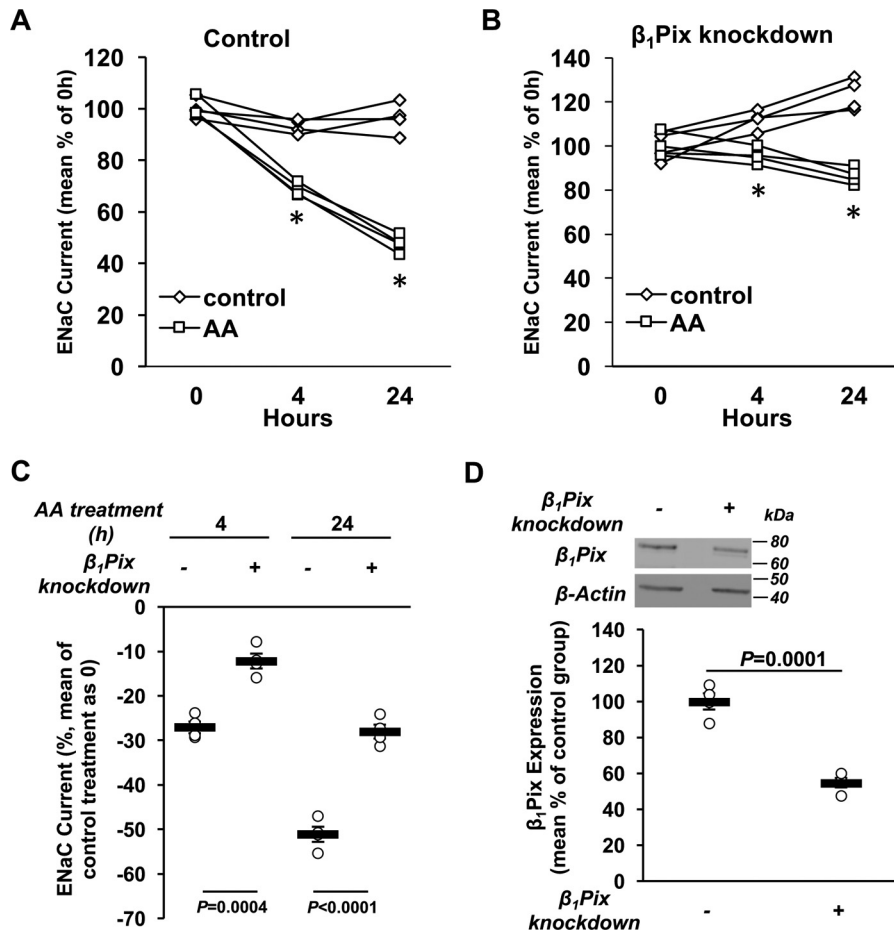 A
Control
ENaC Current (mean % of 0h)
120
100
80
60
40
20
0
control
AA
*
*
0 4 24
Hours
B
β₁Pix knockdown
ENaC Current (mean % of 0h)
140
120
100
80
60
40
20
0
control
AA
*
*
0 4 24
Hours
C
AA treatment
(h)
4 24
β₁Pix
knockdown
- + - +
ENaC Current (%, mean of
control treatment as 0)
0
-10
-20
-30
-40
-50
-60
-70
P=0.0004 P<0.0001
D
β₁Pix
knockdown
- + kDa
β₁Pix
80
60
β-Actin
50
40
β₁Pix Expression
(mean % of control group)
140
120
100
80
60
40
20
0
P=0.0001
β₁Pix
knockdown
- +